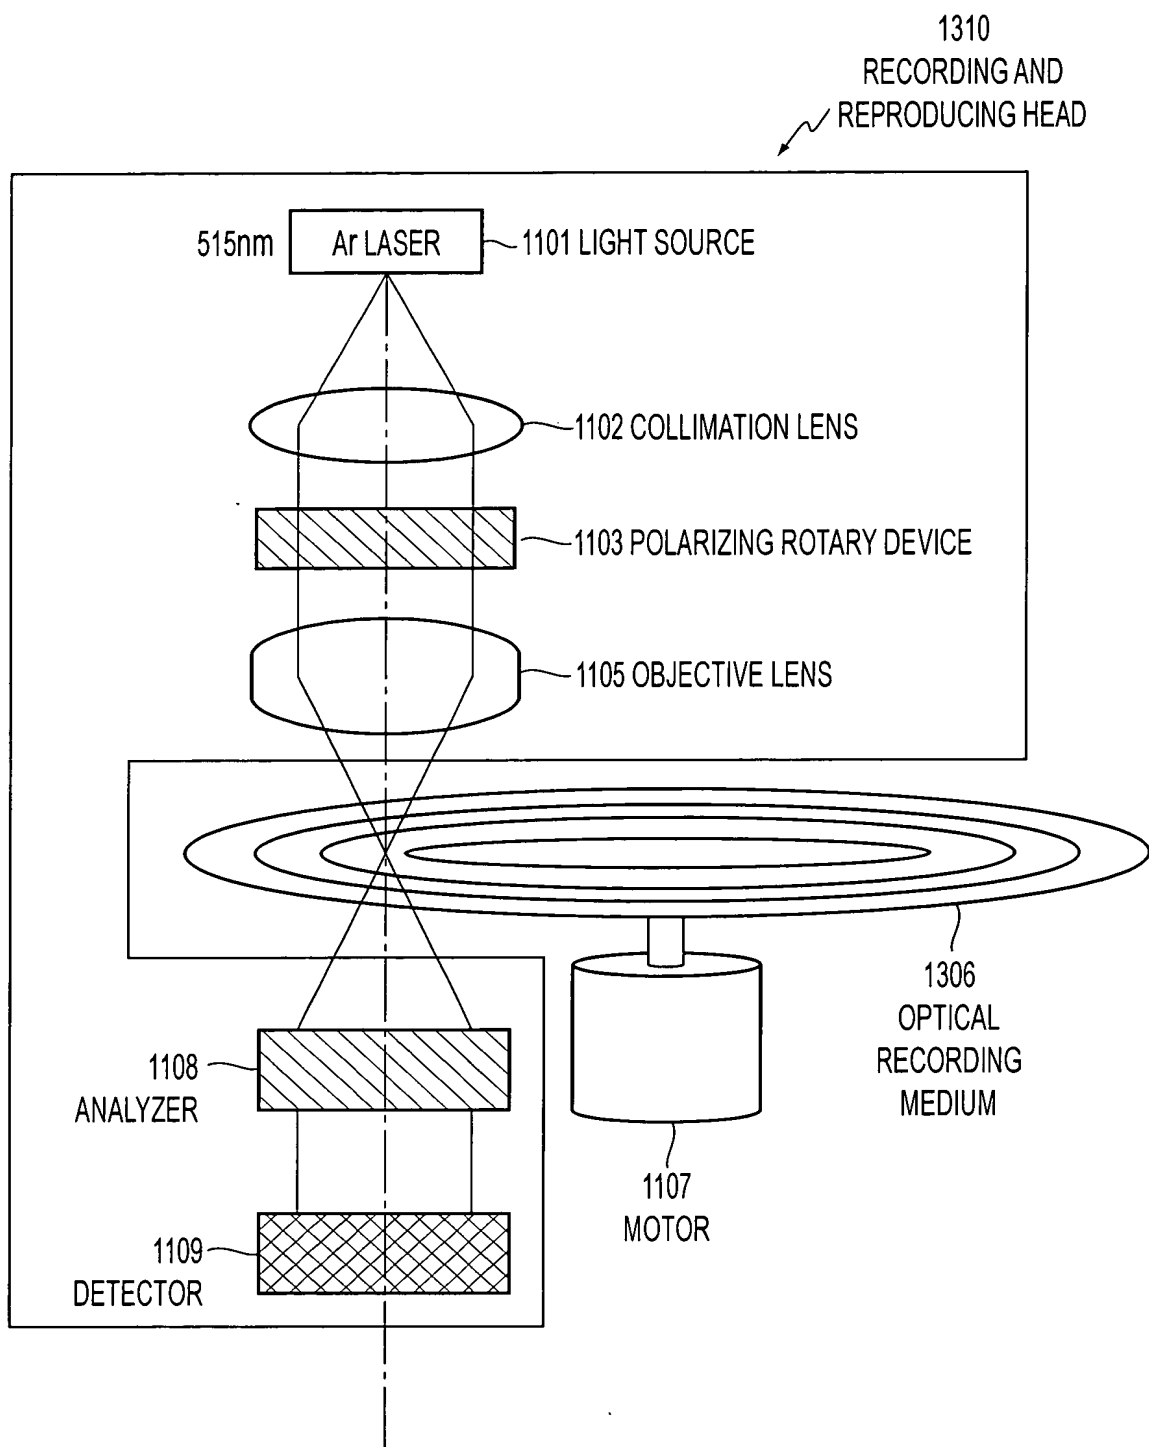 1310
RECORDING AND
REPRODUCING HEAD
515nm
Ar LASER
1101 LIGHT SOURCE
1102 COLLIMATION LENS
1103 POLARIZING ROTARY DEVICE
1105 OBJECTIVE LENS
1306
OPTICAL
RECORDING
MEDIUM
1108
ANALYZER
1107
MOTOR
1109
DETECTOR